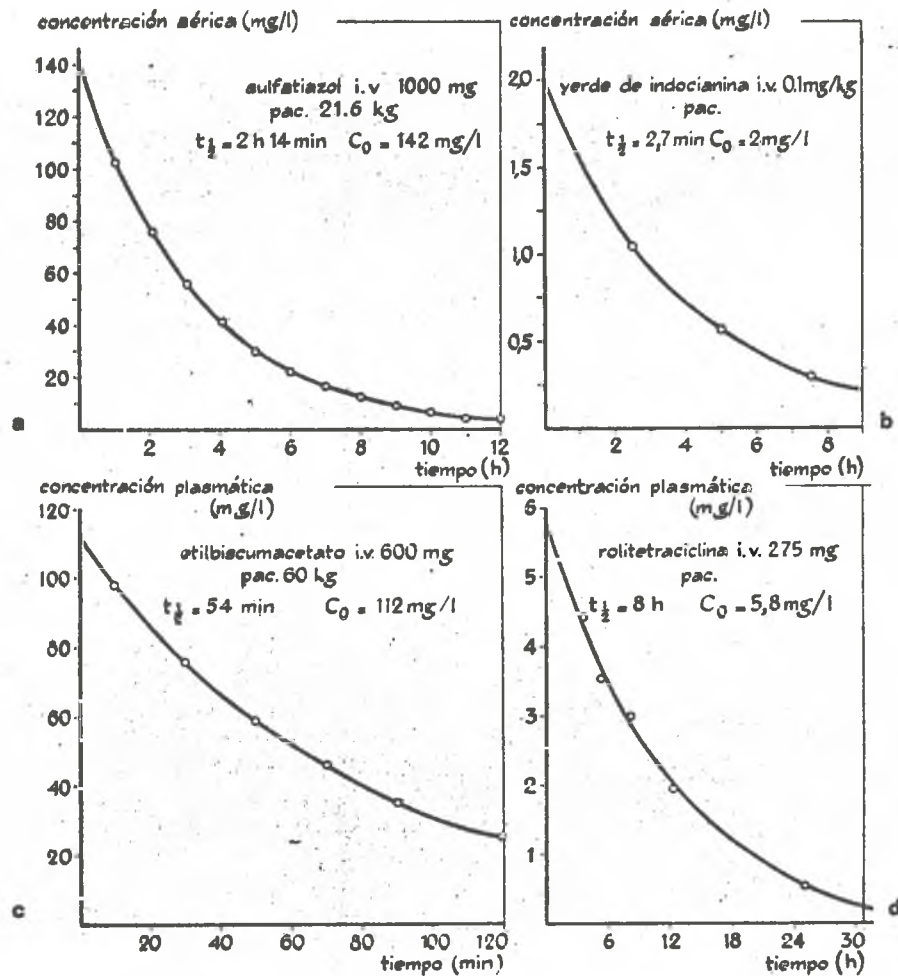 concentración sérica (mg/l)
140
120
100
80
60
40
20
sulfatiazol i.v 1000 mg
pac. 21.6 kg
t½ = 2 h 14 min C₀ = 142 mg/l
2 4 6 8 10 12
tiempo (h)
a
concentración sérica (mg/l)
2,0
1,5
1,0
0,5
verde de indocianina i.v. 0.1mg/kg
pac.
t½ = 2,7 min C₀ = 2mg/l
2 4 6 8
tiempo (h)
b
concentración plasmática
(mg/l)
120
100
80
60
40
20
etilbiscumacetato i.v. 600 mg
pac. 60 kg
t½ = 54 min C₀ = 112 mg/l
20 40 60 80 100 120
tiempo (min)
c
concentración plasmática
(mg/l)
6
5
4
3
2
1
rolitetraciclina i.v. 275 mg
pac.
t½ = 8 h C₀ = 5,8 mg/l
6 12 18 24 30
tiempo (h)
d